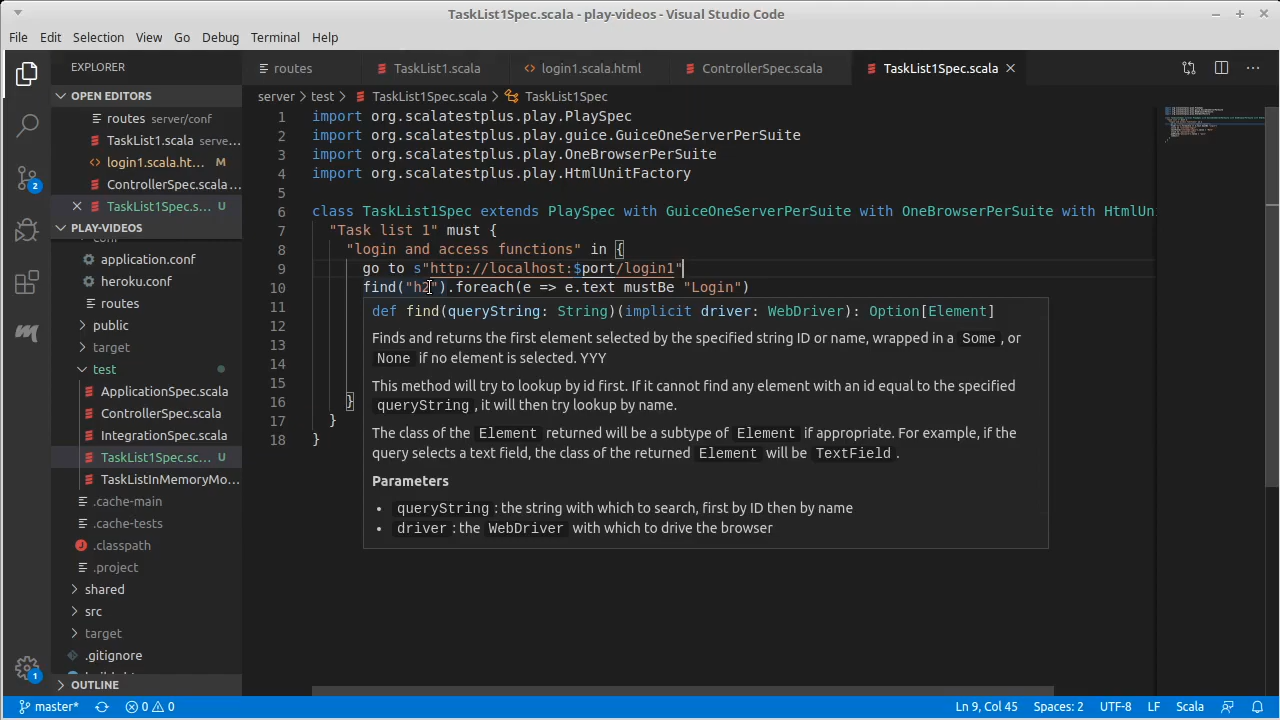 TaskList1Spec.scala - play-videos - Visual Studio Code
File Edit Selection View Go Debug Terminal Help
EXPLORER
OPEN EDITORS
routes server/conf
TaskList1.scala serve...
login1.scala.ht... M
ControllerSpec.scala ...
TaskList1Spec.s... U
PLAY-VIDEOS
application.conf
heroku.conf
routes
public
target
test
ApplicationSpec.scala
ControllerSpec.scala
IntegrationSpec.scala
TaskList1Spec.sc... U
TaskListInMemoryMo...
.cache-main
.cache-tests
.classpath
.project
shared
src
target
.gitignore
OUTLINE
2
1
routes TaskList1.scala login1.scala.html ControllerSpec.scala TaskList1Spec.scala
server > test > TaskList1Spec.scala > TaskList1Spec
1 import org.scalatestplus.play.PlaySpec
2 import org.scalatestplus.play.guice.GuiceOneServerPerSuite
3 import org.scalatestplus.play.OneBrowserPerSuite
4 import org.scalatestplus.play.HtmlUnitFactory
5
6 class TaskList1Spec extends PlaySpec with GuiceOneServerPerSuite with OneBrowserPerSuite with HtmlUni
7 "Task list 1" must {
8 "login and access functions" in {
9 go to s"http://localhost:$port/login1"
10 find("h2").foreach(e => e.text mustBe "Login")
11
12
13
14
15
16 }
17 }
18 }
def find(queryString: String)(implicit driver: WebDriver): Option[Element]
Finds and returns the first element selected by the specified string ID or name, wrapped in a Some, or
None if no element is selected. YYY
This method will try to lookup by id first. If it cannot find any element with an id equal to the specified
queryString, it will then try lookup by name.
The class of the Element returned will be a subtype of Element if appropriate. For example, if the
query selects a text field, the class of the returned Element will be TextField.
Parameters
• queryString: the string with which to search, first by ID then by name
• driver: the WebDriver with which to drive the browser
master* 0 0 Ln 9, Col 45 Spaces: 2 UTF-8 LF Scala